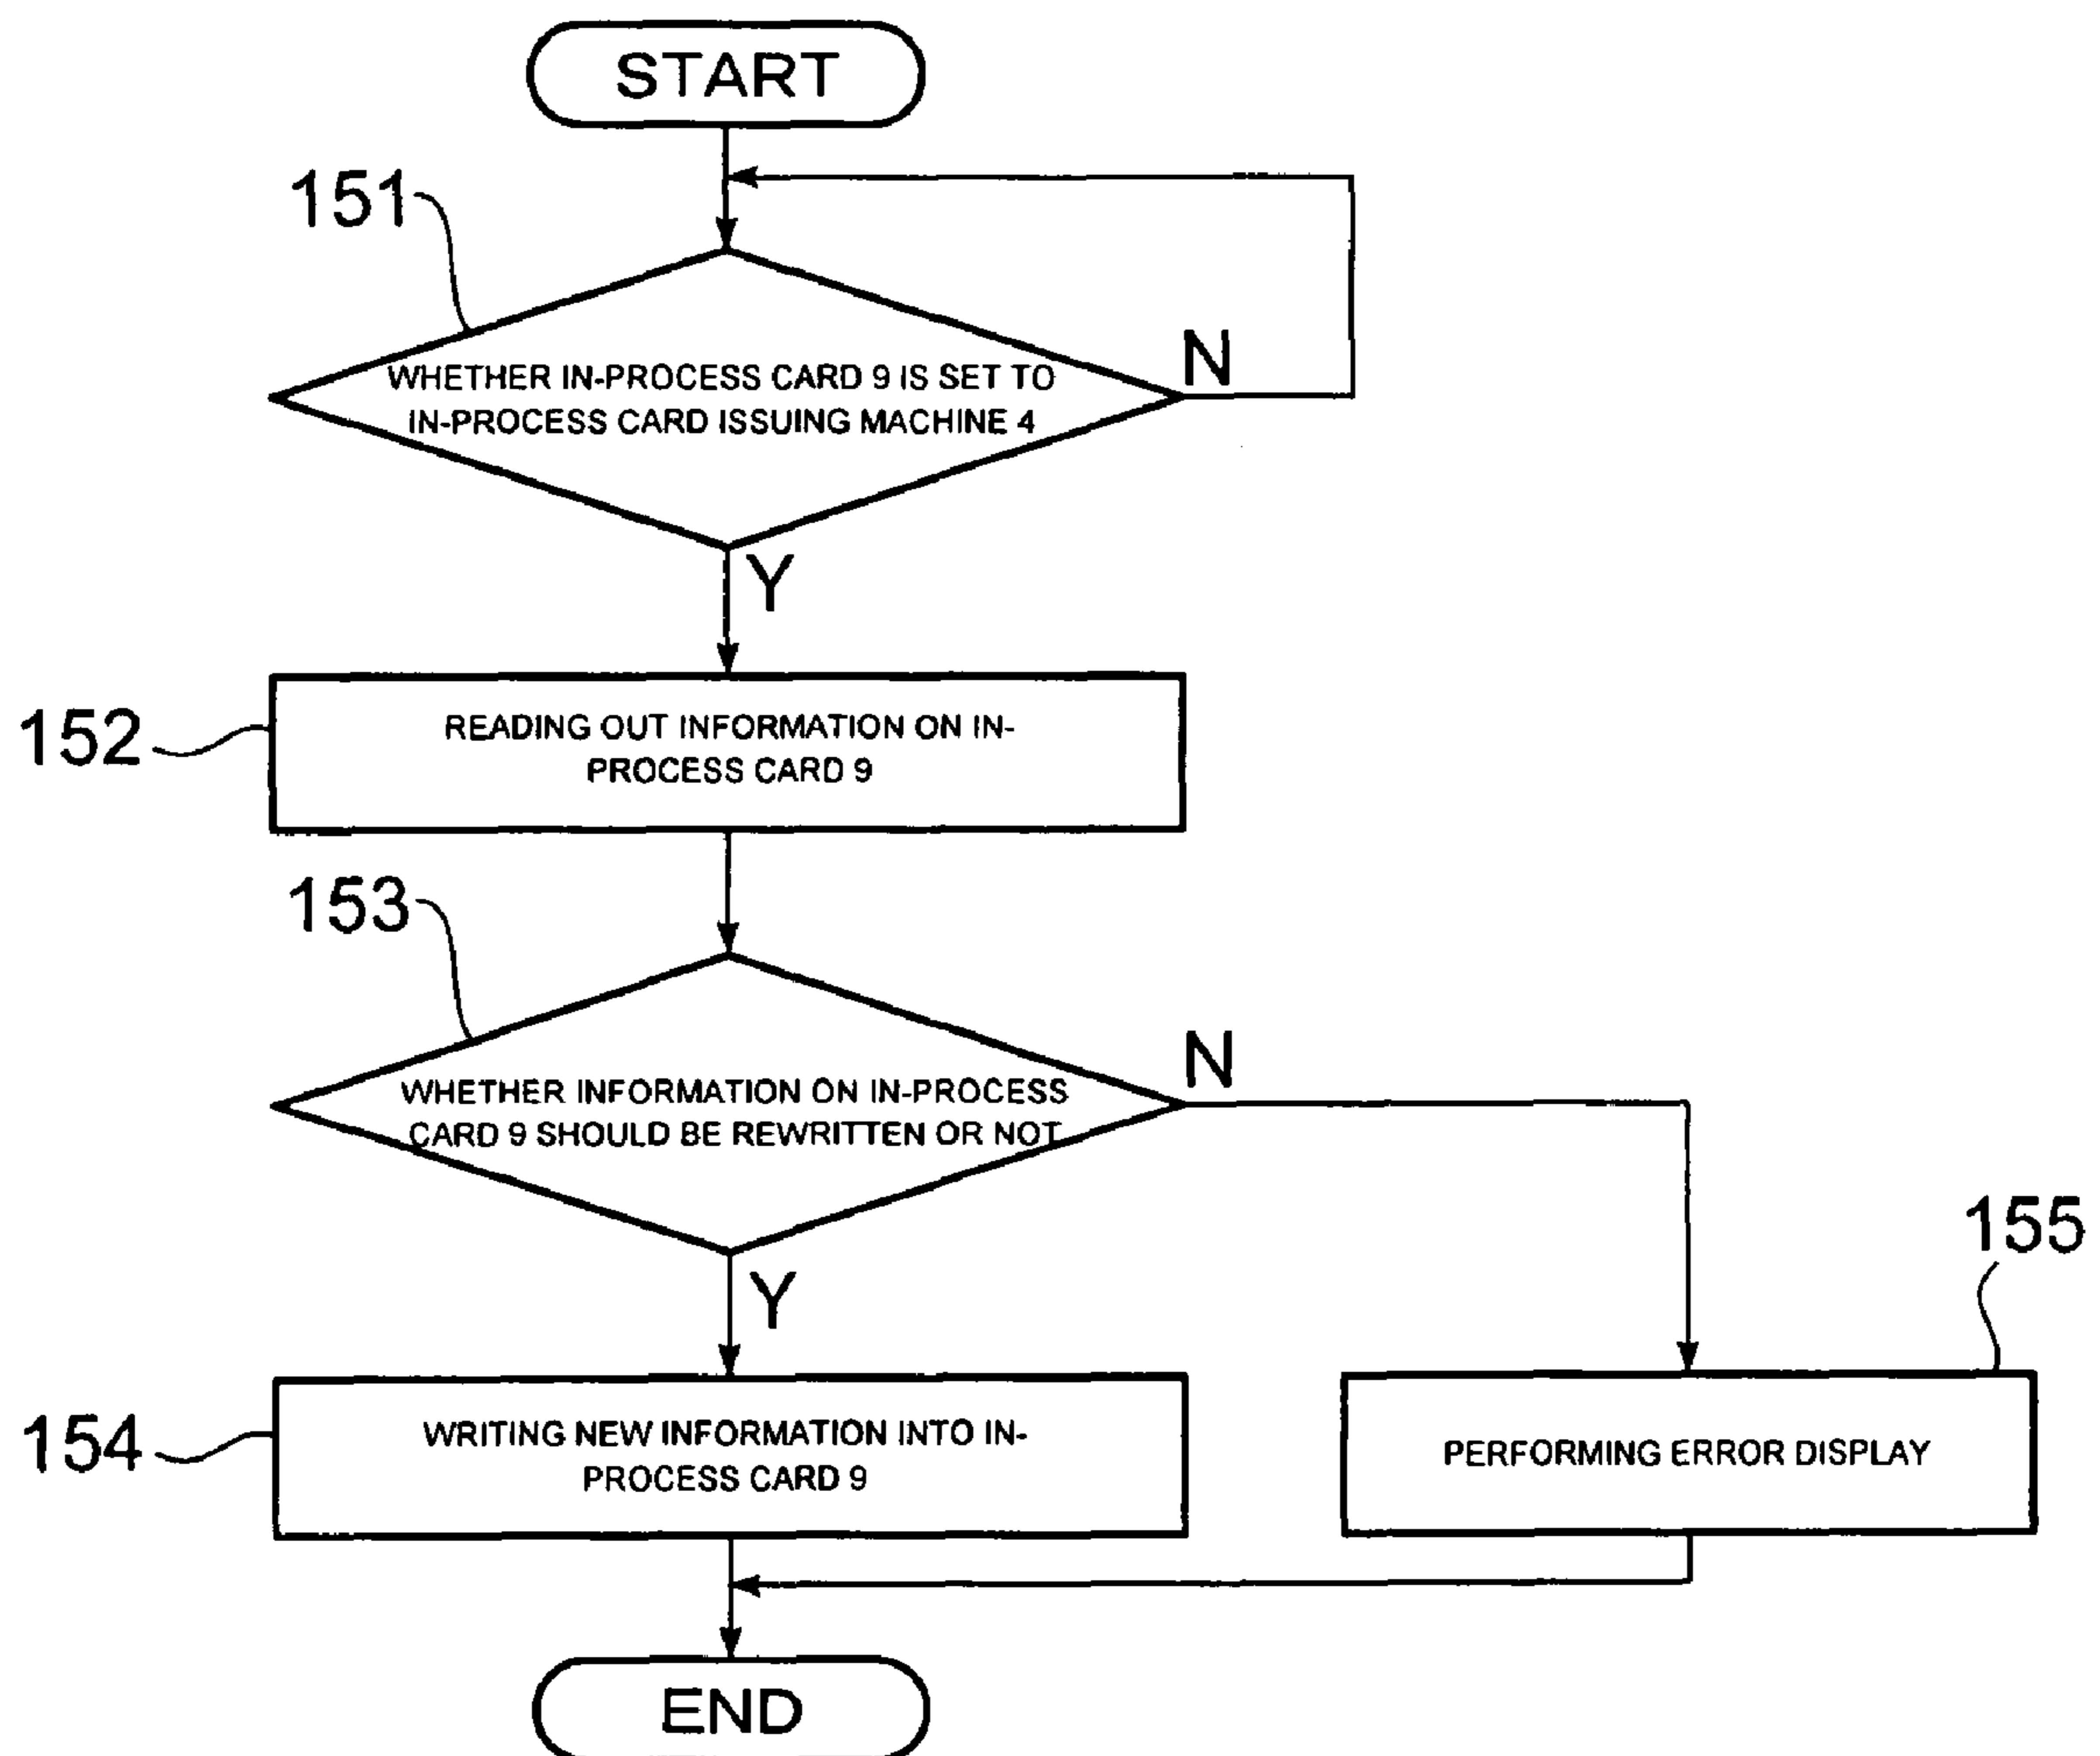 START
151
WHETHER IN-PROCESS CARD 9 IS SET TO
IN-PROCESS CARD ISSUING MACHINE 4
N
Y
152
READING OUT INFORMATION ON IN-
PROCESS CARD 9
153
WHETHER INFORMATION ON IN-PROCESS
CARD 9 SHOULD BE REWRITTEN OR NOT
N
Y
155
154
WRITING NEW INFORMATION INTO IN-
PROCESS CARD 9
PERFORMING ERROR DISPLAY
END